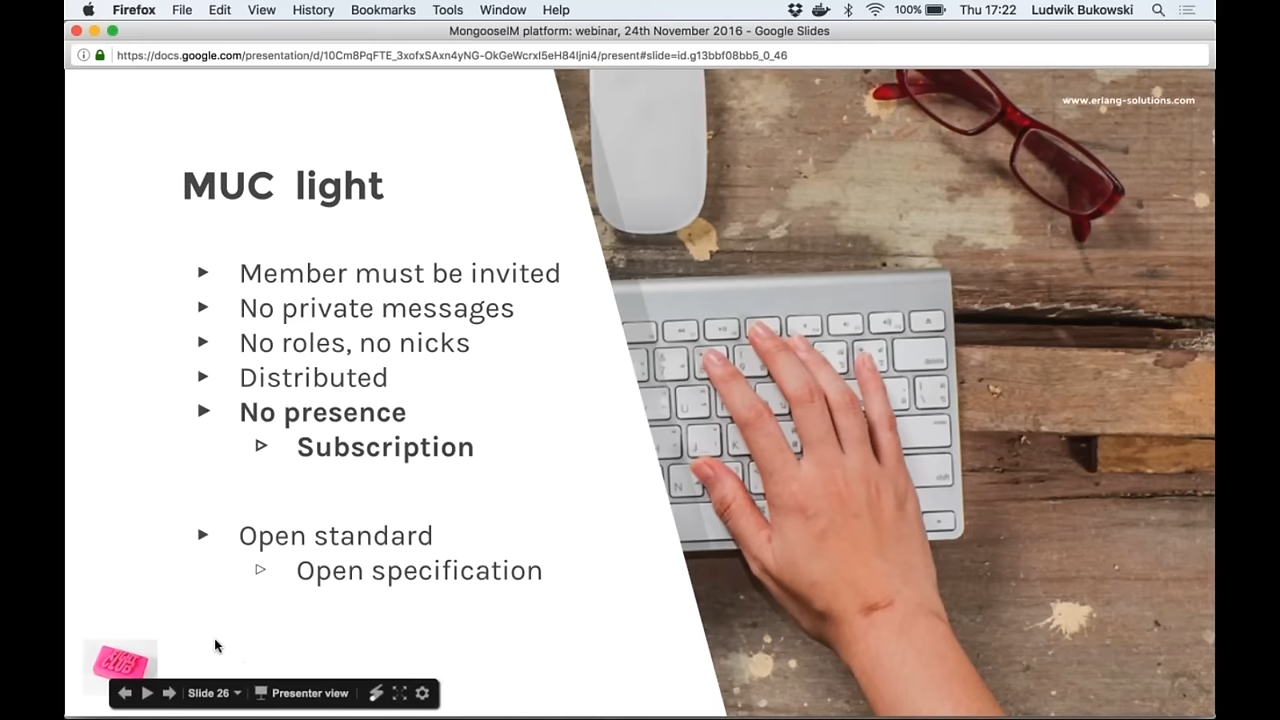 Firefox File Edit View History Bookmarks Tools Window Help 100% Thu 17:22 Ludwik Bukowski
MongooseIM platform: webinar, 24th November 2016 - Google Slides
https://docs.google.com/presentation/d/10Cm8PqFTE_3xofxSAxn4yNG-OkGeWcrxI5eH84Ijni4/present#slide=id.g13bbf08bb5_0_46
www.erlang-solutions.com
MUC light
Member must be invited
No private messages
No roles, no nicks
Distributed
No presence
Subscription
Open standard
Open specification
FIGHT CLUB
Slide 26
Presenter view